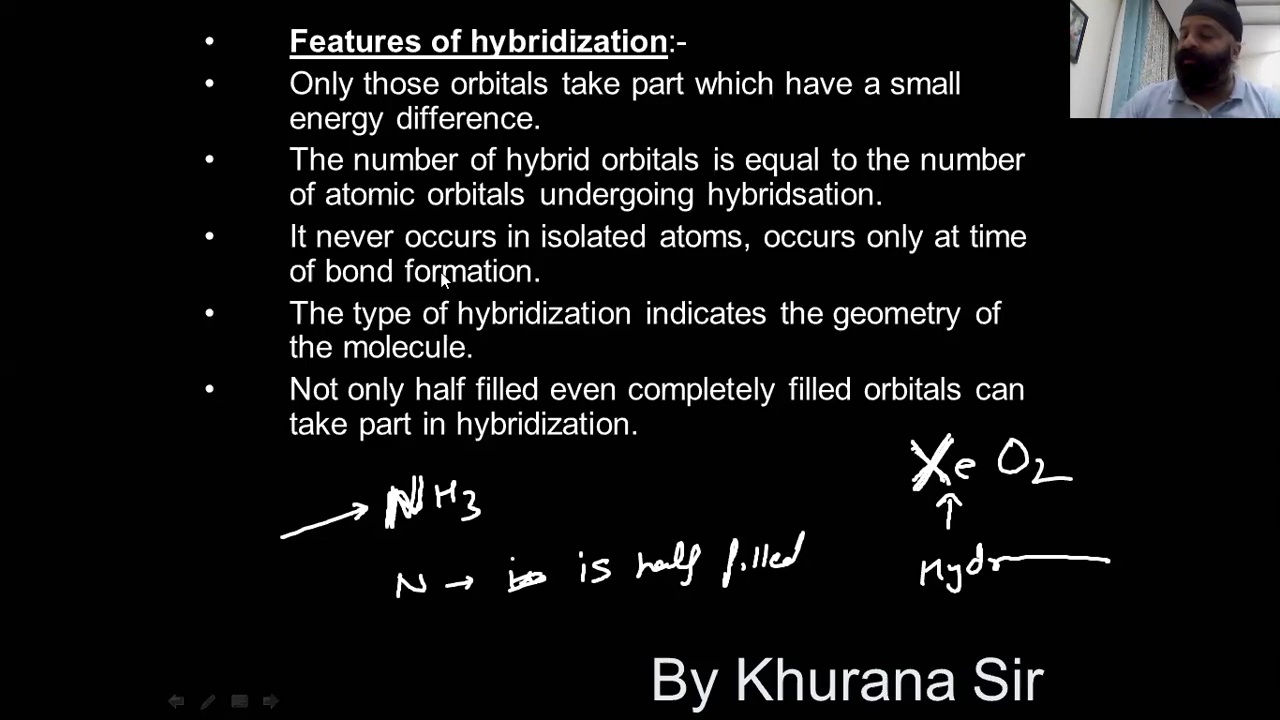 • Features of hybridization:-
• Only those orbitals take part which have a small
energy difference.
• The number of hybrid orbitals is equal to the number
of atomic orbitals undergoing hybridsation.
• It never occurs in isolated atoms, occurs only at time
of bond formation.
• The type of hybridization indicates the geometry of
the molecule.
• Not only half filled even completely filled orbitals can
take part in hybridization.
XeO2
→ NH3
↑
N → is half filled
Hydr
By Khurana Sir